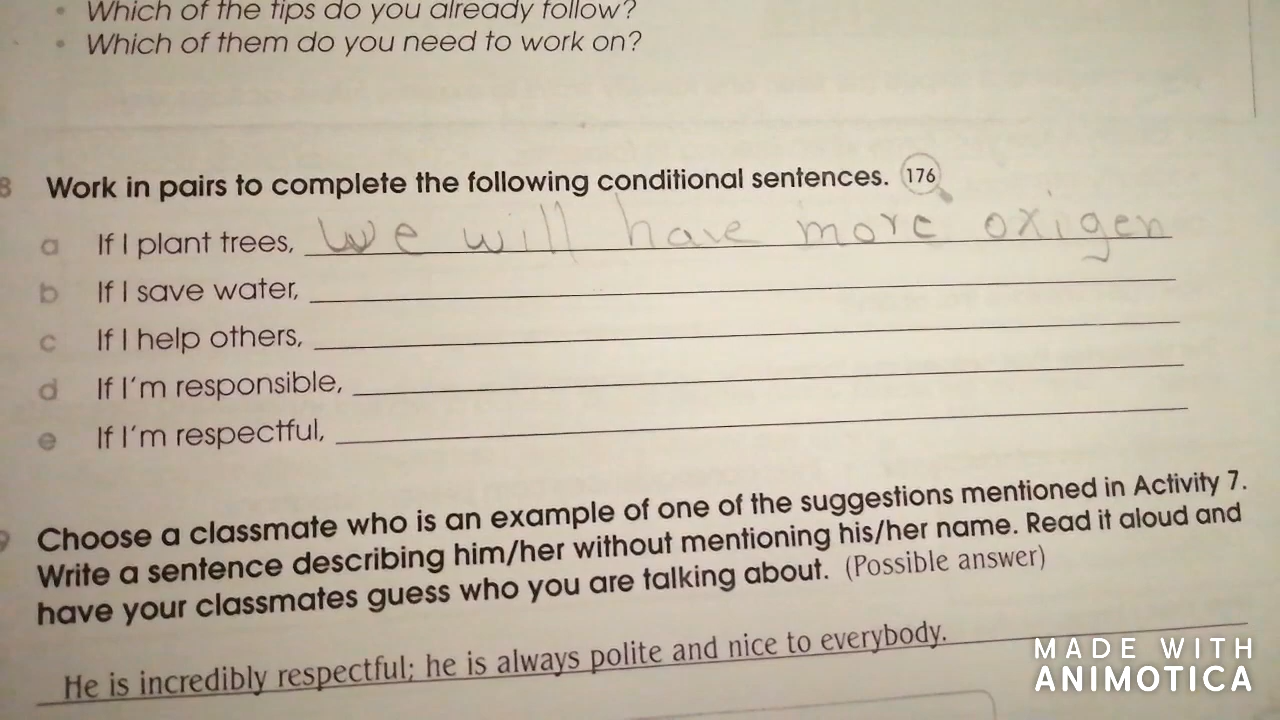 • Which of the tips do you already follow?
• Which of them do you need to work on?
8 Work in pairs to complete the following conditional sentences. 176
a If I plant trees, we will have more oxigen
b If I save water,
c If I help others,
d If I'm responsible,
e If I'm respectful,
9 Choose a classmate who is an example of one of the suggestions mentioned in Activity 7.
Write a sentence describing him/her without mentioning his/her name. Read it aloud and
have your classmates guess who you are talking about. (Possible answer)
He is incredibly respectful; he is always polite and nice to everybody.
MADE WITH
ANIMOTICA